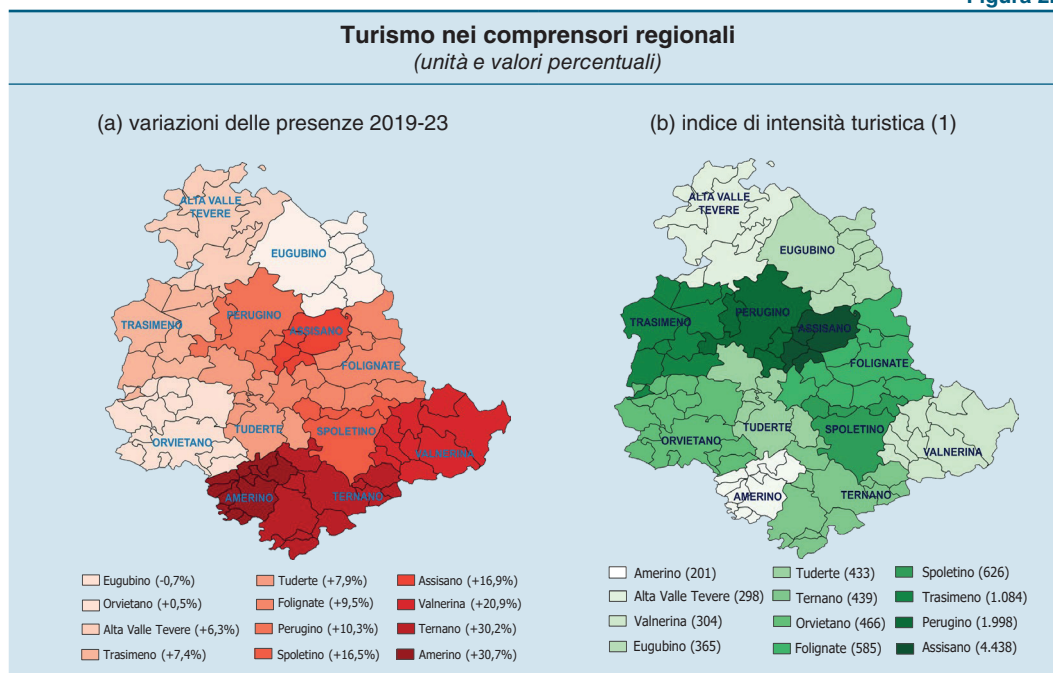 Figura 2.
Turismo nei comprensori regionali
(unità e valori percentuali)
(a) variazioni delle presenze 2019-23
ALTA VALLE
TEVERE
EUGUBINO
TRASIMENO
PERUGINO
ASSISANO
FOLIGNATE
ORVIETANO
TUDERTE
SPOLETINO
VALNERINA
AMERINO
TERNANO
Eugubino (-0,7%)
Orvietano (+0,5%)
Alta Valle Tevere (+6,3%)
Trasimeno (+7,4%)
Tuderte (+7,9%)
Folignate (+9,5%)
Perugino (+10,3%)
Spoletino (+16,5%)
Assisano (+16,9%)
Valnerina (+20,9%)
Ternano (+30,2%)
Amerino (+30,7%)
(b) indice di intensità turistica (1)
ALTA VALLE
TEVERE
EUGUBINO
TRASIMENO
PERUGINO
ASSISANO
FOLIGNATE
ORVIETANO
TUDERTE
SPOLETINO
VALNERINA
AMERINO
TERNANO
Amerino (201)
Alta Valle Tevere (298)
Valnerina (304)
Eugubino (365)
Tuderte (433)
Ternano (439)
Orvietano (466)
Folignate (585)
Spoletino (626)
Trasimeno (1.084)
Perugino (1.998)
Assisano (4.438)